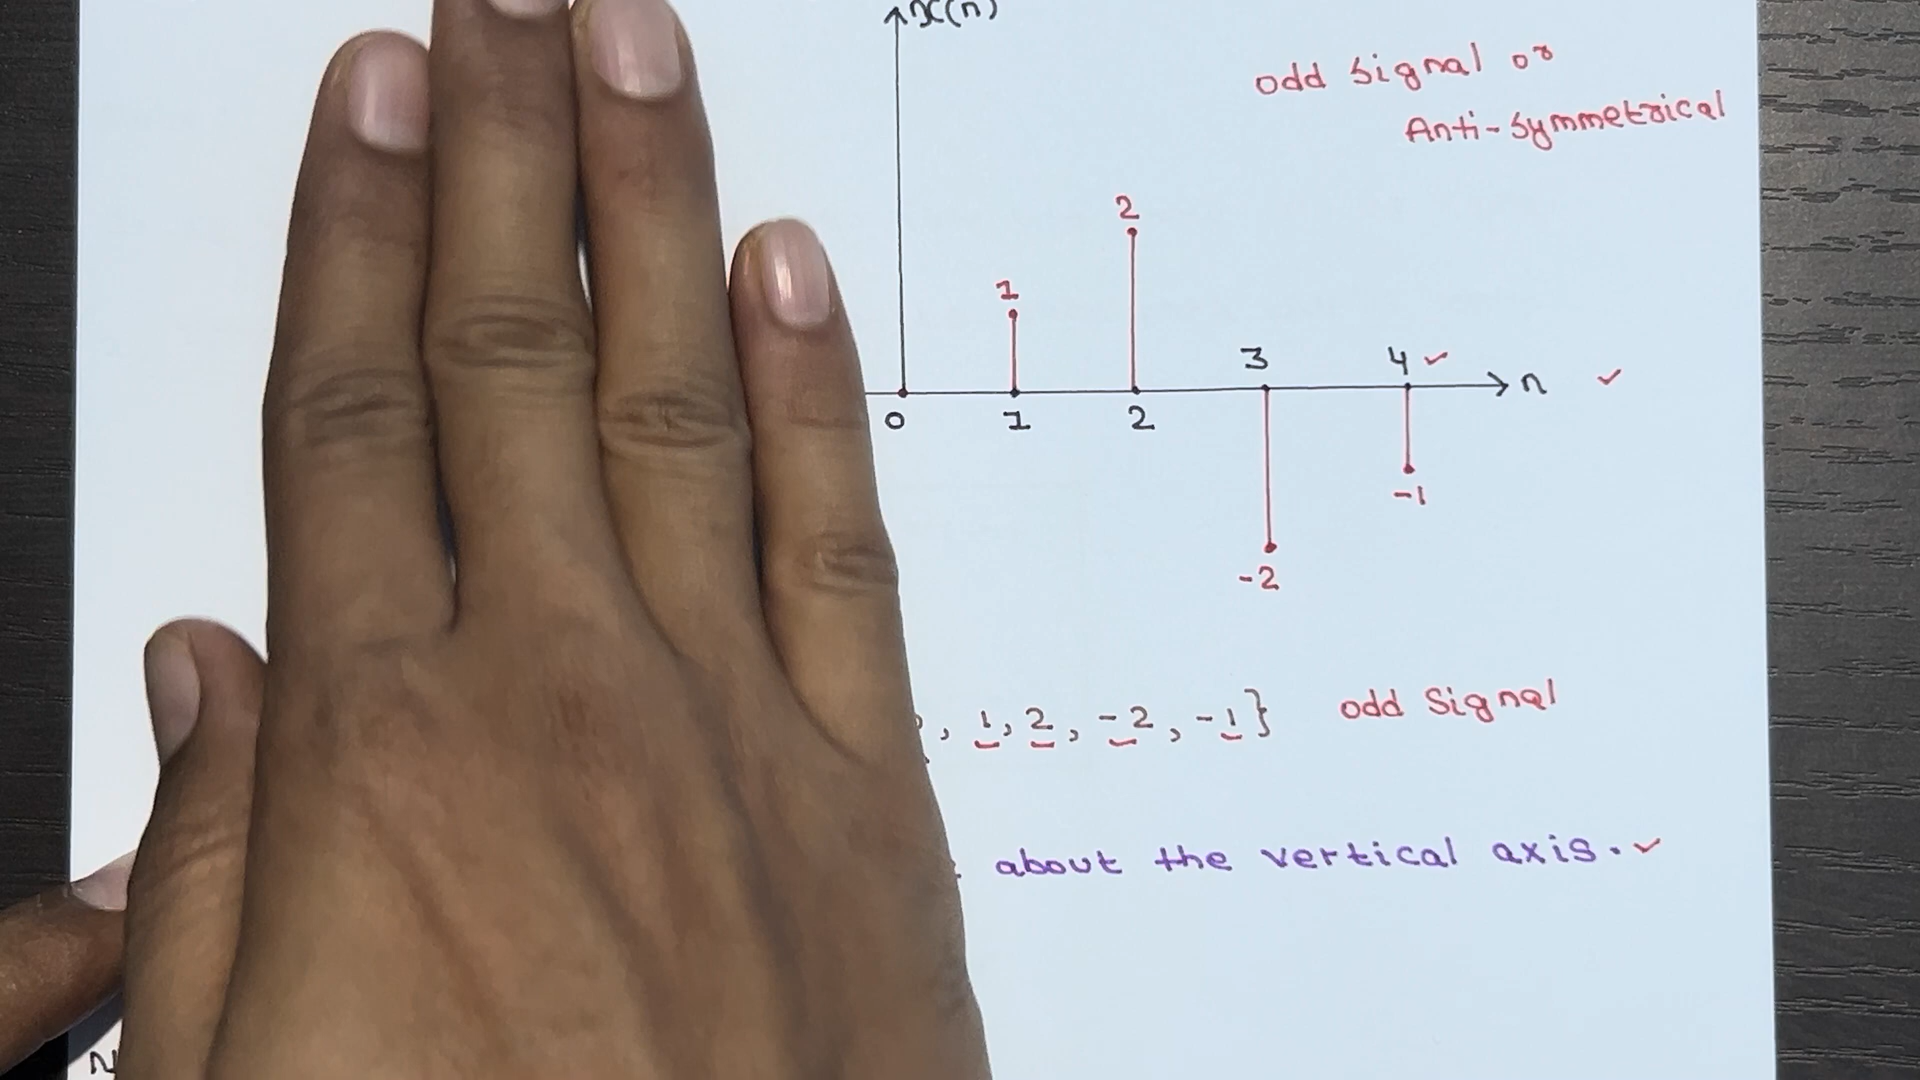 x(n)
odd Signal or
Anti-Symmetrical
2
1
3 4 ✓
n ✓
0 1 2
-1
-2
, 1, 2, -2, -1} odd Signal
about the vertical axis. ✓
N